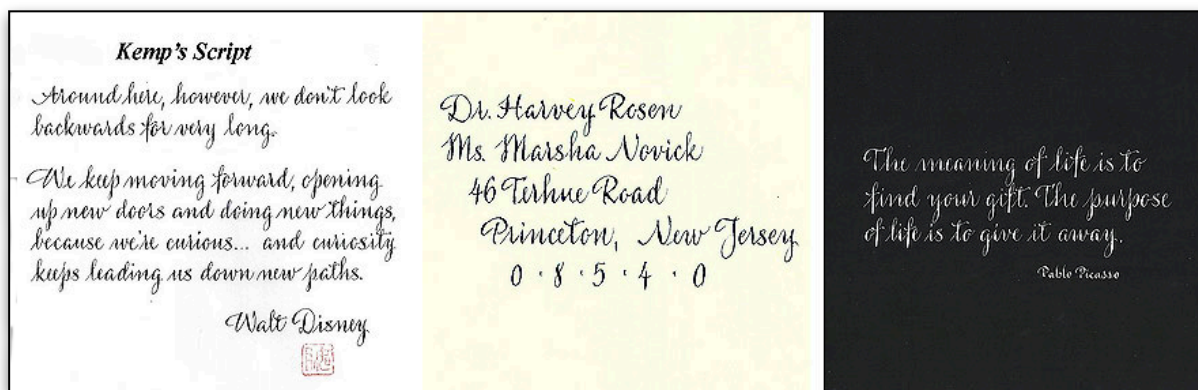 Kemp's Script
Around here, however, we don't look
backwards for very long.
We keep moving forward, opening
up new doors and doing new things,
because we're curious... and curiosity
keeps leading us down new paths.
Walt Disney
Dr. Harvey Rosen
Ms. Marsha Novick
46 Terhue Road
Princeton, New Jersey
0 · 8 · 5 · 4 · 0
The meaning of life is to
find your gift. The purpose
of life is to give it away.
Pablo Picasso